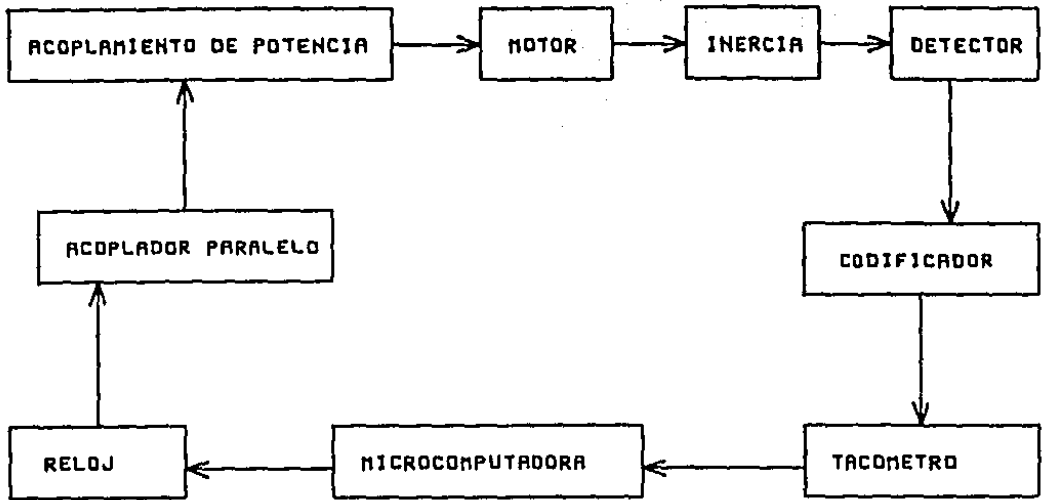 ACOPLAMIENTO DE POTENCIA
MOTOR
INERCIA
DETECTOR
ACOPLADOR PARALELO
CODIFICADOR
RELOJ
MICROCOMPUTADORA
TACOMETRO